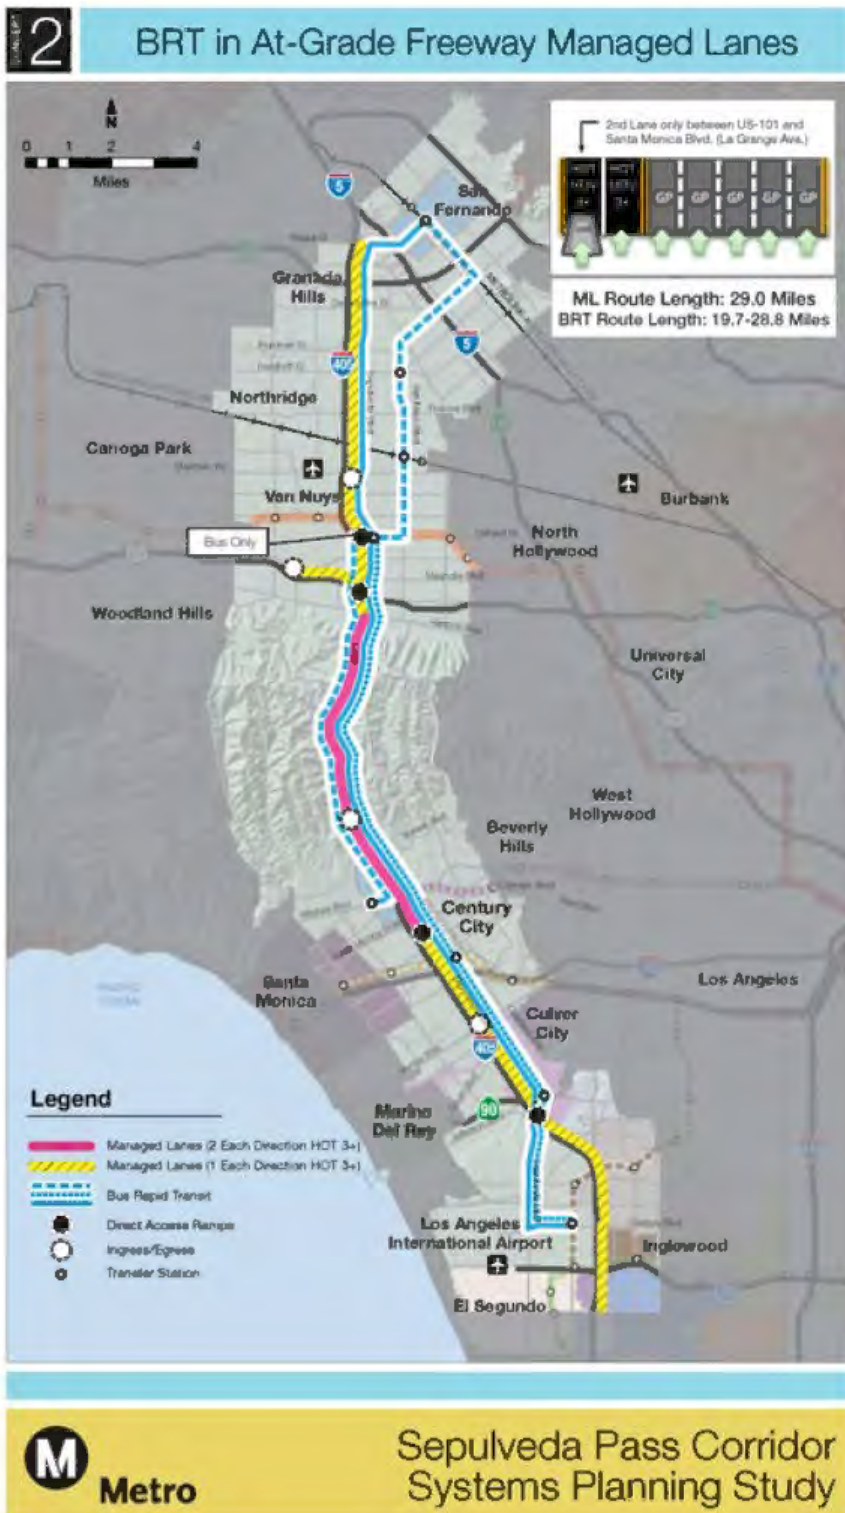 2
BRT in At-Grade Freeway Managed Lanes
N
0 1 2 4
Miles
2nd Lane only between US-101 and
Santa Monica Blvd. (La Grange Ave.)
GP GP GP GP GP
ML Route Length: 29.0 Miles
BRT Route Length: 19.7-28.8 Miles
5
San
Fernando
Granada
Hills
5
405
Northridge
Canoga Park
Van Nuys
Burbank
Bus Only
North
Hollywood
Woodland Hills
Universal
City
West
Hollywood
Beverly
Hills
Century
City
Santa
Monica
Los Angeles
Culver
City
405
90
Marina
Del Rey
Legend
Managed Lanes (2 Each Direction HOT 3+)
Managed Lanes (1 Each Direction HOT 3+)
Bus Rapid Transit
Direct Access Ramps
Ingress/Egress
Transfer Station
Los Angeles
International Airport
Inglewood
El Segundo
M
Metro
Sepulveda Pass Corridor
Systems Planning Study